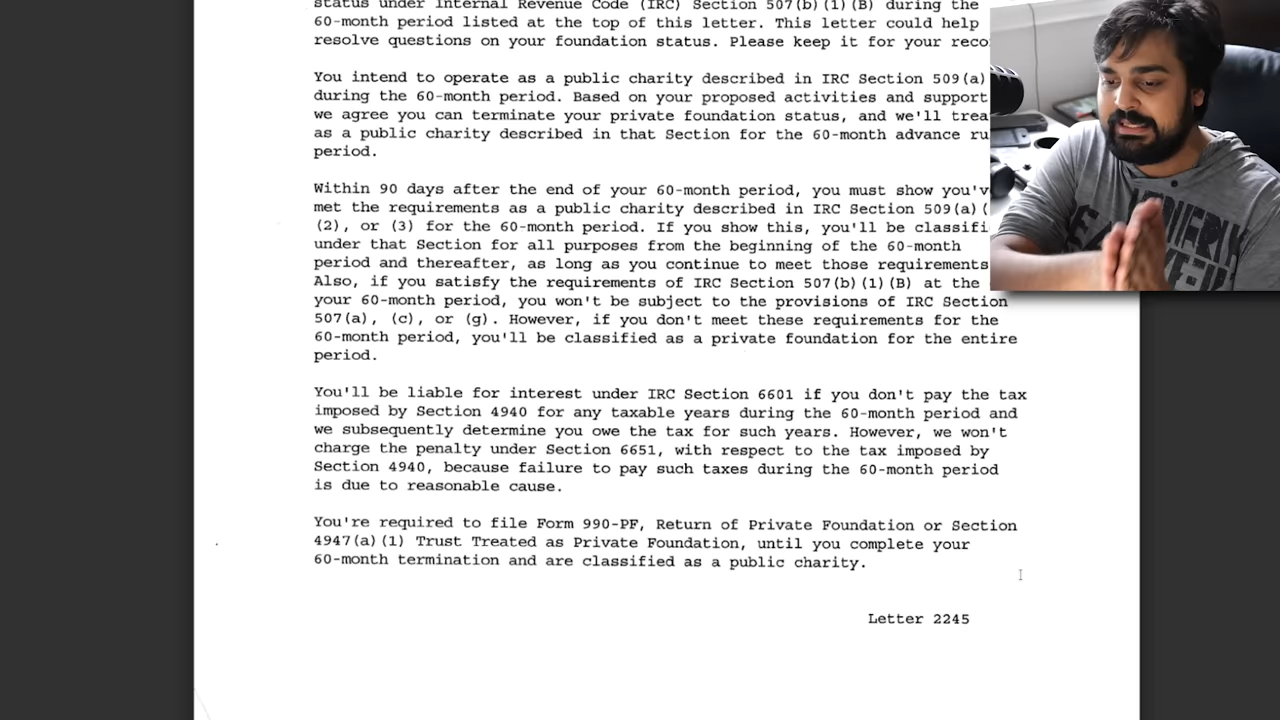 status under Internal Revenue Code (IRC) Section 507(b)(1)(B) during the
60-month period listed at the top of this letter. This letter could help
resolve questions on your foundation status. Please keep it for your
You intend to operate as a public charity described in IRC Section 509(a)
during the 60-month period. Based on your proposed activities and support
we agree you can terminate your private foundation status, and we'll
as a public charity described in that Section for the 60-month advance
period.
Within 90 days after the end of your 60-month period, you must show
met the requirements as a public charity described in IRC Section 509(a)(
(2), or (3) for the 60-month period. If you show this, you'll be
under that Section for all purposes from the beginning of the 60-month
period and thereafter, as long as you continue to meet those requirements
Also, if you satisfy the requirements of IRC Section 507(b)(1)(B) at the
your 60-month period, you won't be subject to the provisions of IRC Section
507(a), (c), or (g). However, if you don't meet these requirements for the
60-month period, you'll be classified as a private foundation for the entire
period.
You'll be liable for interest under IRC Section 6601 if you don't pay the tax
imposed by Section 4940 for any taxable years during the 60-month period and
we subsequently determine you owe the tax for such years. However, we won't
charge the penalty under Section 6651, with respect to the tax imposed by
Section 4940, because failure to pay such taxes during the 60-month period
is due to reasonable cause.
You're required to file Form 990-PF, Return of Private Foundation or Section
4947(a)(1) Trust Treated as Private Foundation, until you complete your
60-month termination and are classified as a public charity.
Letter 2245